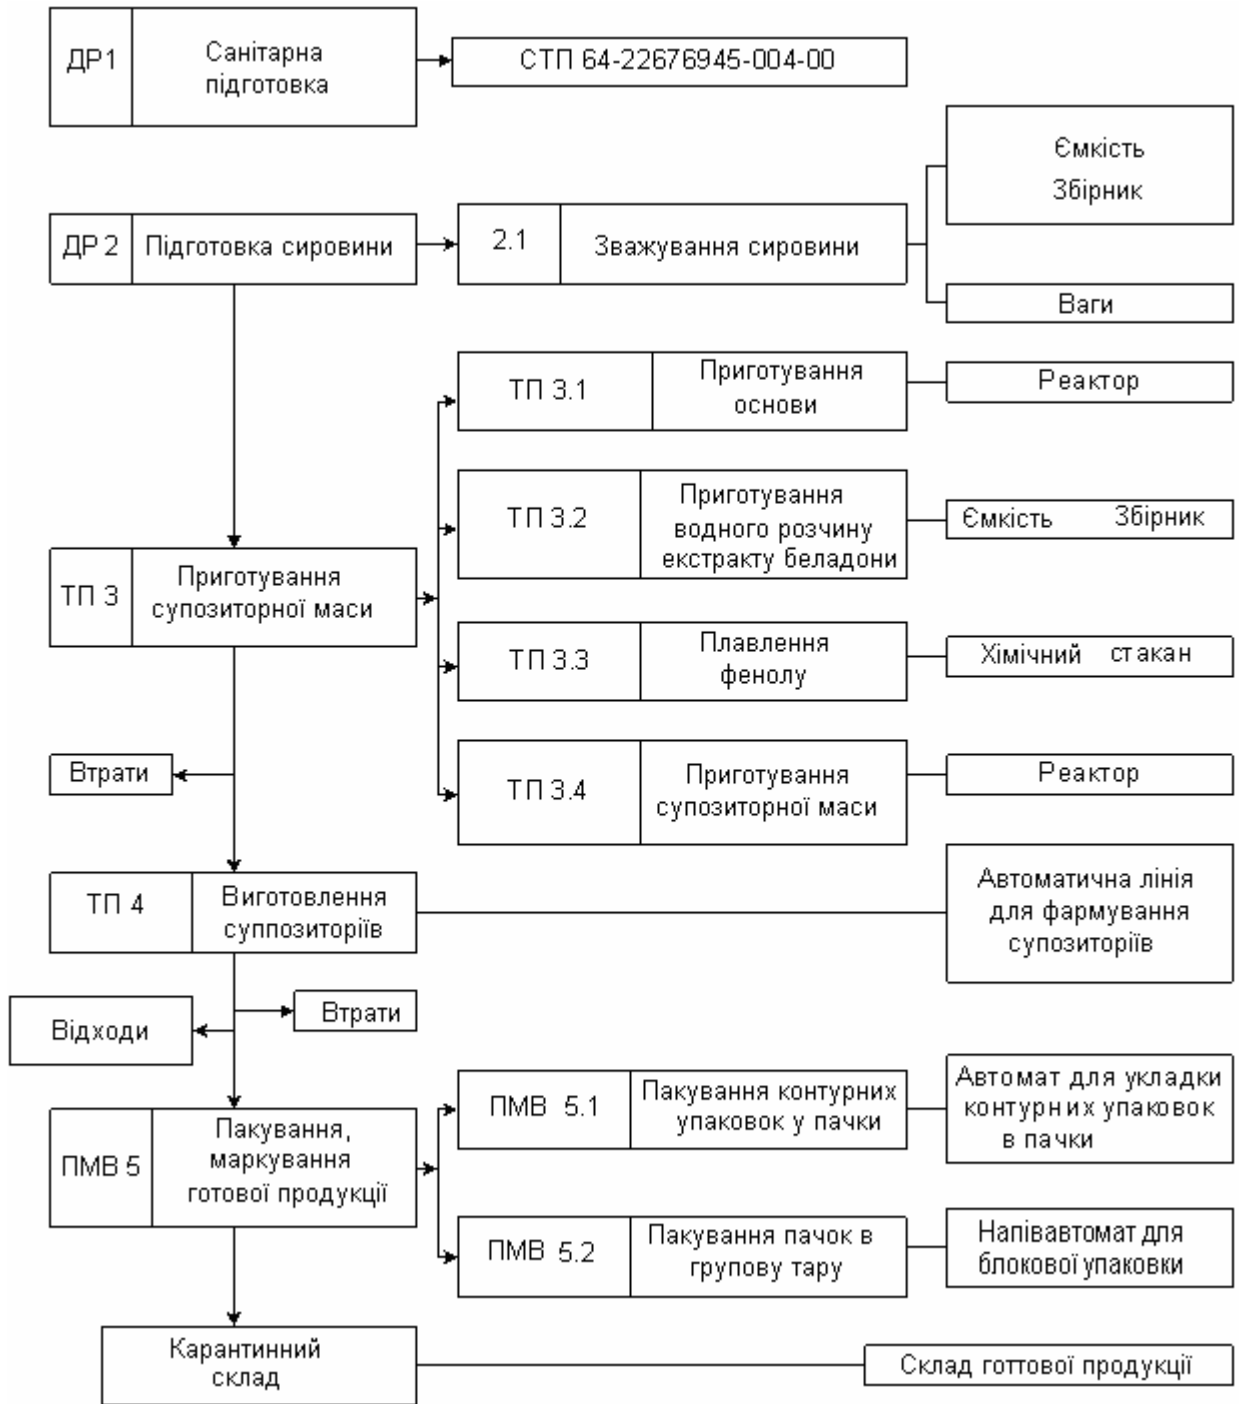 ДР1
Санітарна
підготовка
СТП 64-22676945-004-00
Ємкість
Збірник
ДР 2
Підготовка сировини
2.1
Зважування сировини
Ваги
ТП 3.1
Приготування
основи
Реактор
ТП 3.2
Приготування
водного розчину
екстракту беладони
Ємкість Збірник
ТП 3
Приготування
супозиторної маси
ТП 3.3
Плавлення
фенолу
Хімічний стакан
Втрати
ТП 3.4
Приготування
супозиторної маси
Реактор
ТП 4
Виготовлення
суппозиторіїв
Автоматична лінія
для фармування
супозиторіїв
Відходи
Втрати
ПМВ 5
Пакування,
маркування
готової продукції
ПМВ 5.1
Пакування контурних
упаковок у пачки
Автомат для укладки
контурних упаковок
в пачки
ПМВ 5.2
Пакування пачок в
групову тару
Напівавтомат для
блокової упаковки
Карантинний
склад
Склад готтової продукції